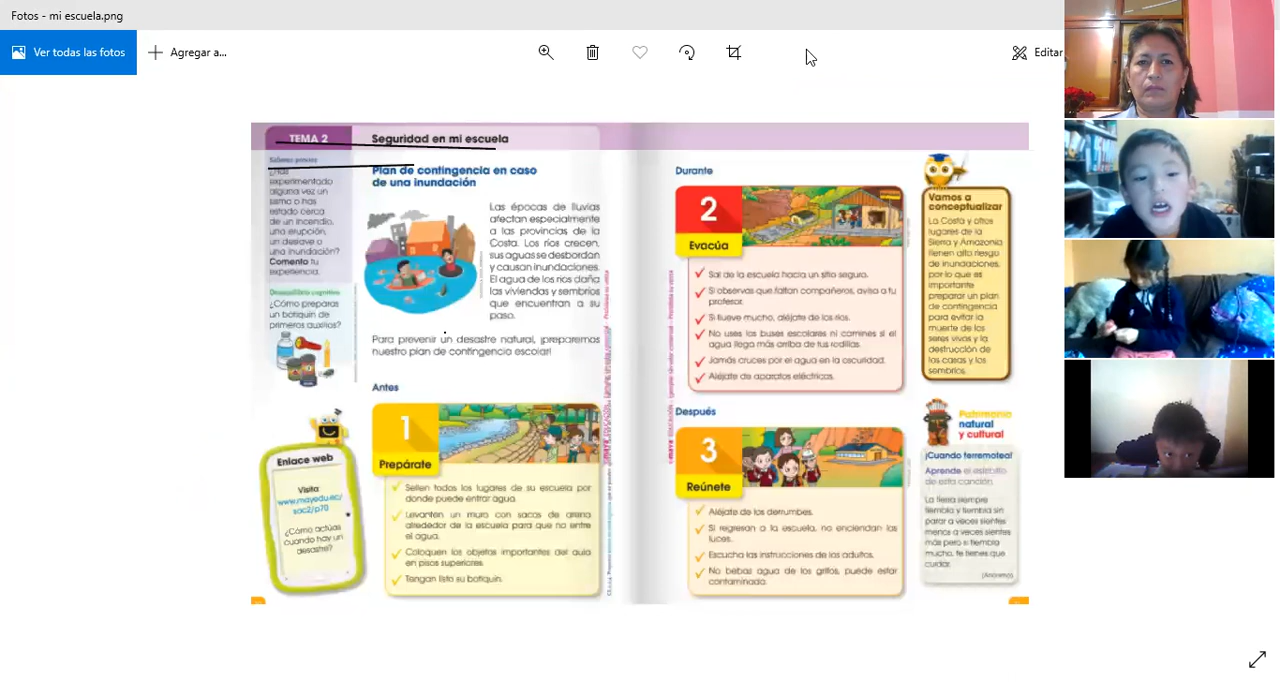 Fotos - mi escuela.png
Ver todas las fotos
Agregar a...
Editar
TEMA 2
Seguridad en mi escuela
Saberes previos
¿Has
experimentado
alguna vez un
sismo o has
estado cerca
de un incendio,
una erupción,
un deslave o
una inundación?
Comenta tu
experiencia.
Desequilibrio cognitivo
¿Cómo preparas
un botiquín de
primeros auxilios?
Enlace web
Visita:
www.mayedu.ec/
soc2/p70
¿Cómo actúas
cuando hay un
desastre?
Plan de contingencia en caso
de una inundación
Las épocas de lluvias
afectan especialmente
a las provincias de la
Costa. Los ríos crecen,
sus aguas se desbordan
y causan inundaciones.
El agua de los ríos daña
las viviendas y sembríos
que encuentran a su
paso.
Para prevenir un desastre natural, ¡preparemos
nuestro plan de contingencia escolar!
Antes
1
Prepárate
Sellen todos los lugares de su escuela por
donde puede entrar agua.
Levanten un muro con sacos de arena
alrededor de la escuela para que no entre
el agua.
Coloquen los objetos importantes del aula
en pisos superiores.
Tengan listo su botiquín.
Durante
2
Evacúa
Sal de la escuela hacia un sitio seguro.
Si observas que faltan compañeros, avisa a tu
profesor.
Si llueve mucho, aléjate de los ríos.
No uses los buses escolares ni camines si el
agua llega más arriba de tus rodillas.
Jamás cruces por el agua en la oscuridad.
Aléjate de aparatos eléctricos.
Después
3
Reúnete
Aléjate de los derrumbes.
Si regresan a la escuela, no enciendan las
luces.
Escucha las instrucciones de los adultos.
No bebas agua de los grifos, puede estar
contaminada.
Vamos a
conceptualizar
La Costa y otros
lugares de la
Sierra y Amazonía
tienen alto riesgo
de inundaciones,
por lo que es
importante
preparar un plan
de contingencia
para evitar la
muerte de los
seres vivos y la
destrucción de
las casas y los
sembríos.
Patrimonio
natural
y cultural
¡Cuando terremotea!
Aprende el estribillo
de esta canción.
La tierra siempre
tiembla y tiembla sin
parar a veces sientes
menos a veces sientes
más pero si tiembla
mucho, te tienes que
cuidar.
(Anónimo)